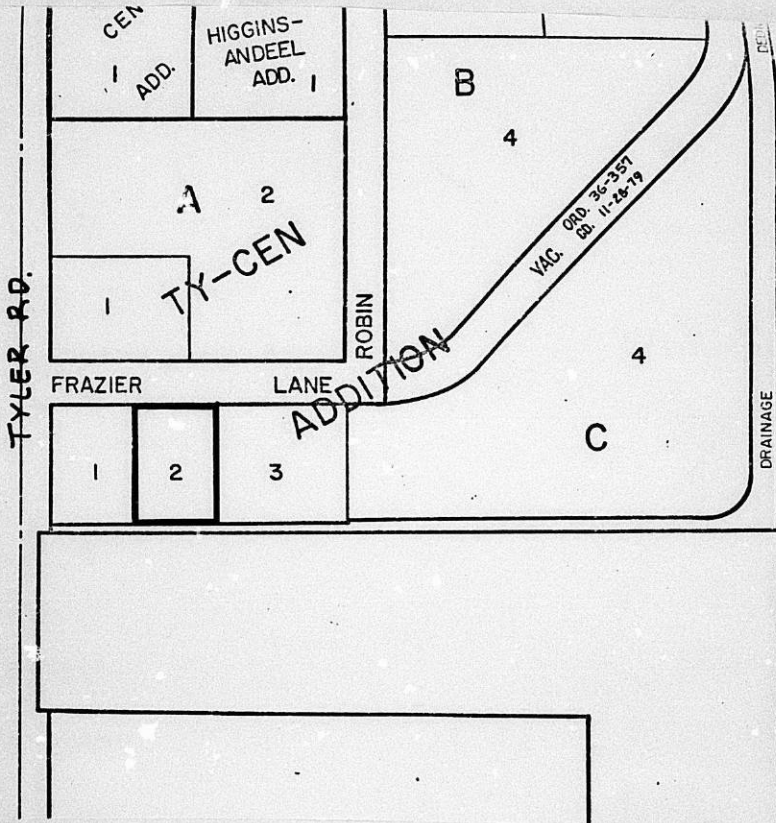 CEN
ADD.
1
HIGGINS-
ANDEEL
ADD.
1
B
4
A
2
TY-CEN
1
ADDITION
TYLER RD.
ROBIN
ORD. 36-357
VAC. CO. 11-28-79
FRAZIER LANE
1
2
3
4
C
DRAINAGE